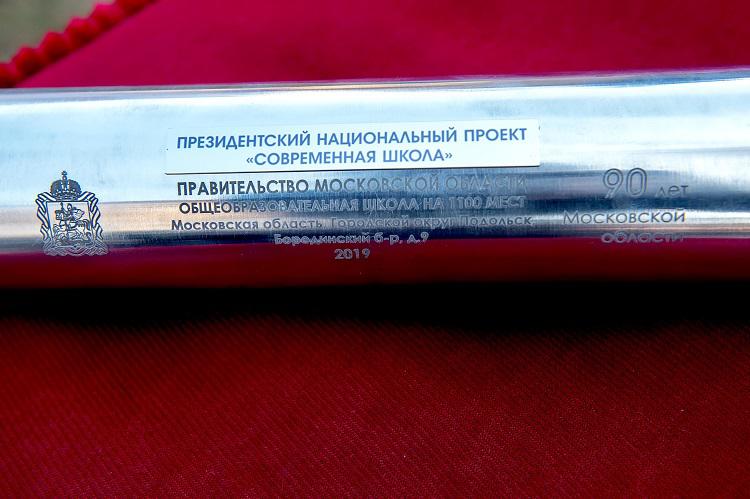 ПРЕЗИДЕНТСКИЙ НАЦИОНАЛЬНЫЙ ПРОЕКТ
«СОВРЕМЕННАЯ ШКОЛА»
ПРАВИТЕЛЬСТВО МОСКОВСКОЙ ОБЛАСТИ
ОБЩЕОБРАЗОВАТЕЛЬНАЯ ШКОЛА НА 1100 МЕСТ
Московская область, Городской округ Подольск,
Бородинский б-р, д.9
2019
90 лет
Московской
области